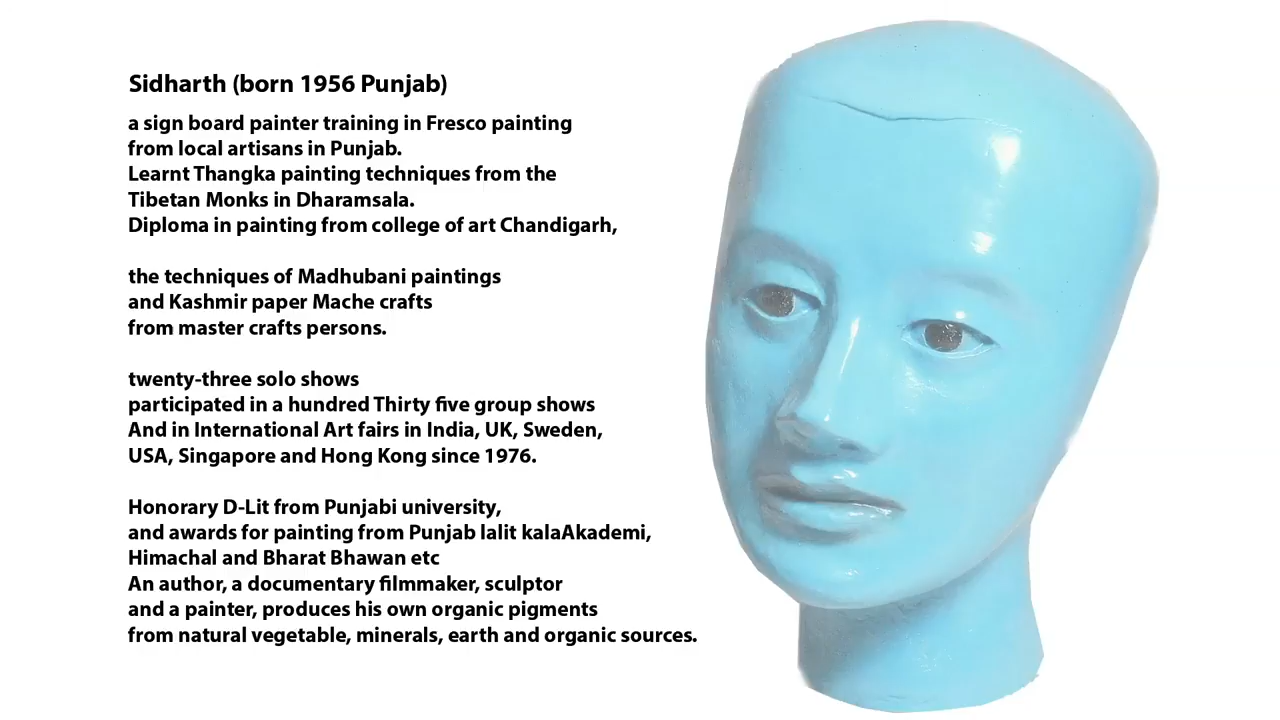 Sidharth (born 1956 Punjab)
a sign board painter training in Fresco painting
from local artisans in Punjab.
Learnt Thangka painting techniques from the
Tibetan Monks in Dharamsala.
Diploma in painting from college of art Chandigarh,
the techniques of Madhubani paintings
and Kashmir paper Mache crafts
from master crafts persons.
twenty-three solo shows
participated in a hundred Thirty five group shows
And in International Art fairs in India, UK, Sweden,
USA, Singapore and Hong Kong since 1976.
Honorary D-Lit from Punjabi university,
and awards for painting from Punjab lalit kalaAkademi,
Himachal and Bharat Bhawan etc
An author, a documentary filmmaker, sculptor
and a painter, produces his own organic pigments
from natural vegetable, minerals, earth and organic sources.